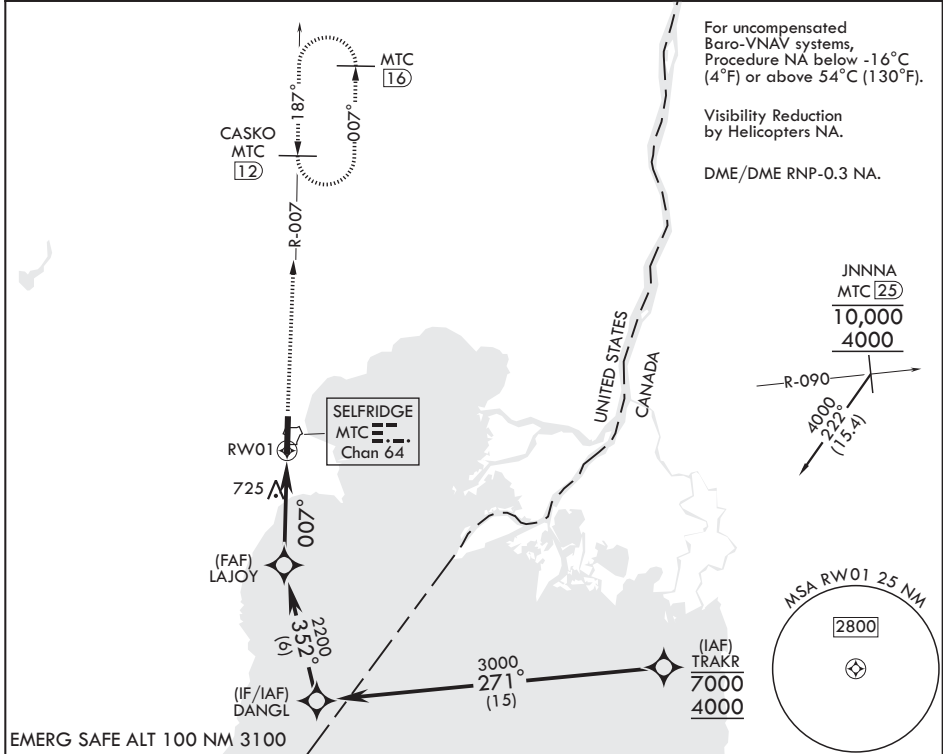 For uncompensated
Baro-VNAV systems,
Procedure NA below -16°C
(4°F) or above 54°C (130°F).
Visibility Reduction
by Helicopters NA.
DME/DME RNP-0.3 NA.
MTC
16
187°
007°
CASKO
MTC
12
R-007
JNNNA
MTC 25
10,000
4000
R-090
4000
222°
(15.4)
UNITED STATES
CANADA
SELFRIDGE
MTC
Chan 64
RW01
725
007°
(FAF)
LAJOY
2200
352°
(6)
(IF/IAF)
DANGL
3000
271°
(15)
(IAF)
TRAKR
7000
4000
MSA RW01 25 NM
2800
EMERG SAFE ALT 100 NM 3100